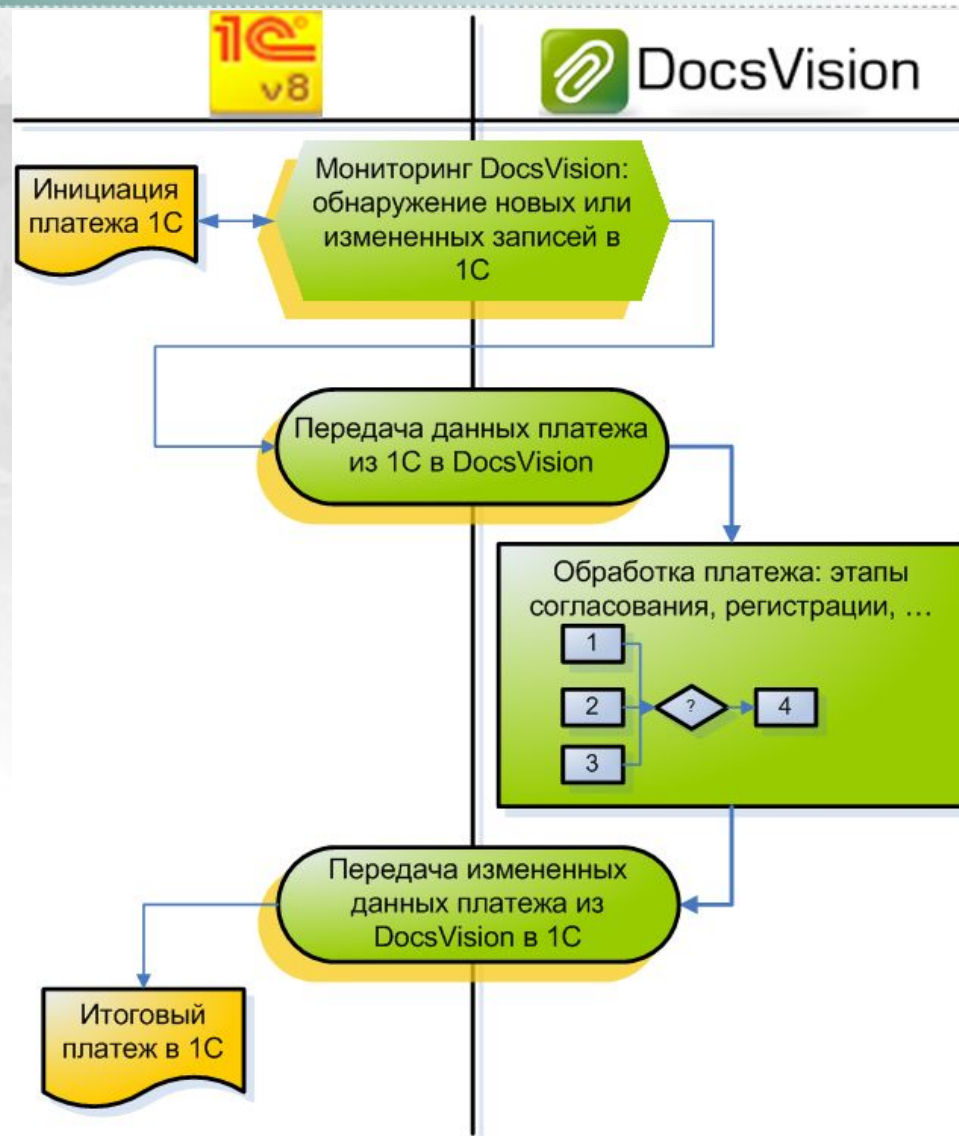 1С
v8
DocsVision
Инициация
платежа 1С
Мониторинг DocsVision:
обнаружение новых или
измененных записей в
1С
Передача данных платежа
из 1С в DocsVision
Обработка платежа: этапы
согласования, регистрации, ...
1
2
?
4
3
Передача измененных
данных платежа из
DocsVision в 1С
Итоговый
платеж в 1С